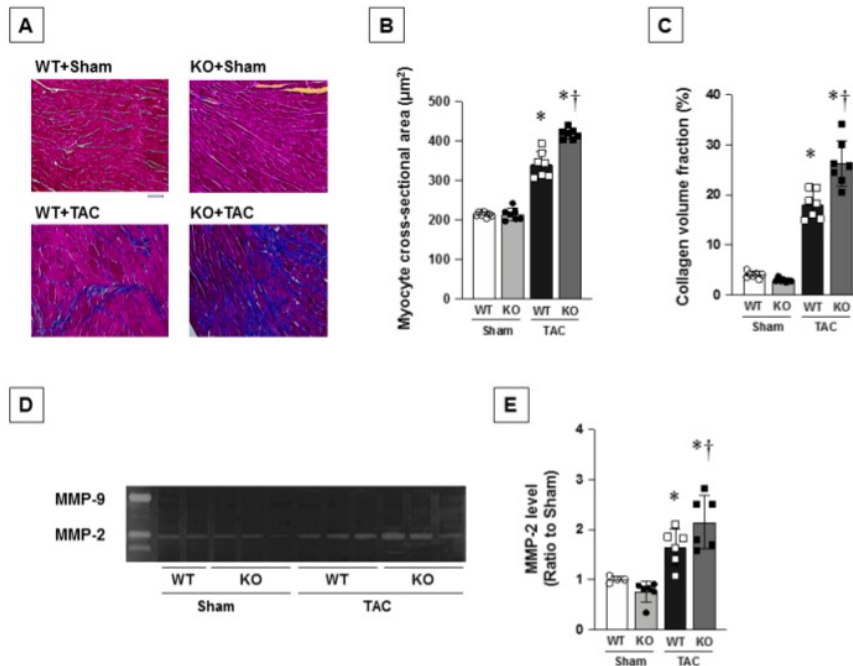 A
WT+Sham
KO+Sham
WT+TAC
KO+TAC
B
Myocyte cross-sectional area (µm²)
500
400
300
200
100
0
*
*†
WT KO WT KO
Sham TAC
C
Collagen volume fraction (%)
40
30
20
10
0
*
*†
WT KO WT KO
Sham TAC
D
MMP-9
MMP-2
WT KO WT KO
Sham TAC
E
MMP-2 level
(Ratio to Sham)
4
3
2
1
0
*
*†
WT KO WT KO
Sham TAC